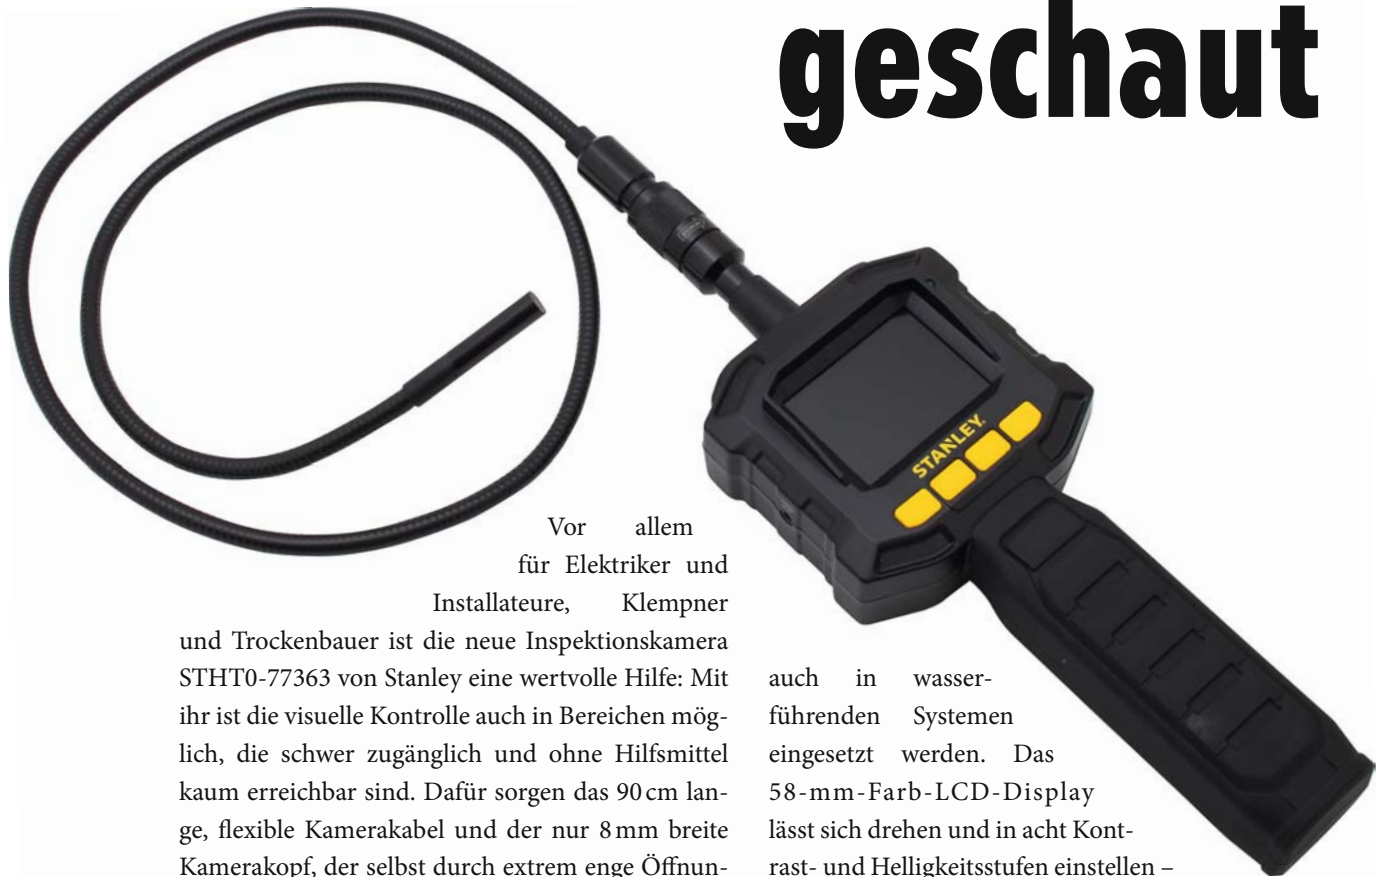 geschaut
STANLEY
Vor allem
für Elektriker und
Installateure, Klempner
und Trockenbauer ist die neue Inspektionskamera
STHT0-77363 von Stanley eine wertvolle Hilfe: Mit
ihr ist die visuelle Kontrolle auch in Bereichen mög-
lich, die schwer zugänglich und ohne Hilfsmittel
kaum erreichbar sind. Dafür sorgen das 90 cm lan-
ge, flexible Kamerakabel und der nur 8 mm breite
Kamerakopf, der selbst durch extrem enge Öffnun-
auch in wasser-
führenden Systemen
eingesetzt werden. Das
58-mm-Farb-LCD-Display
lässt sich drehen und in acht Kont-
rast- und Helligkeitsstufen einstellen –